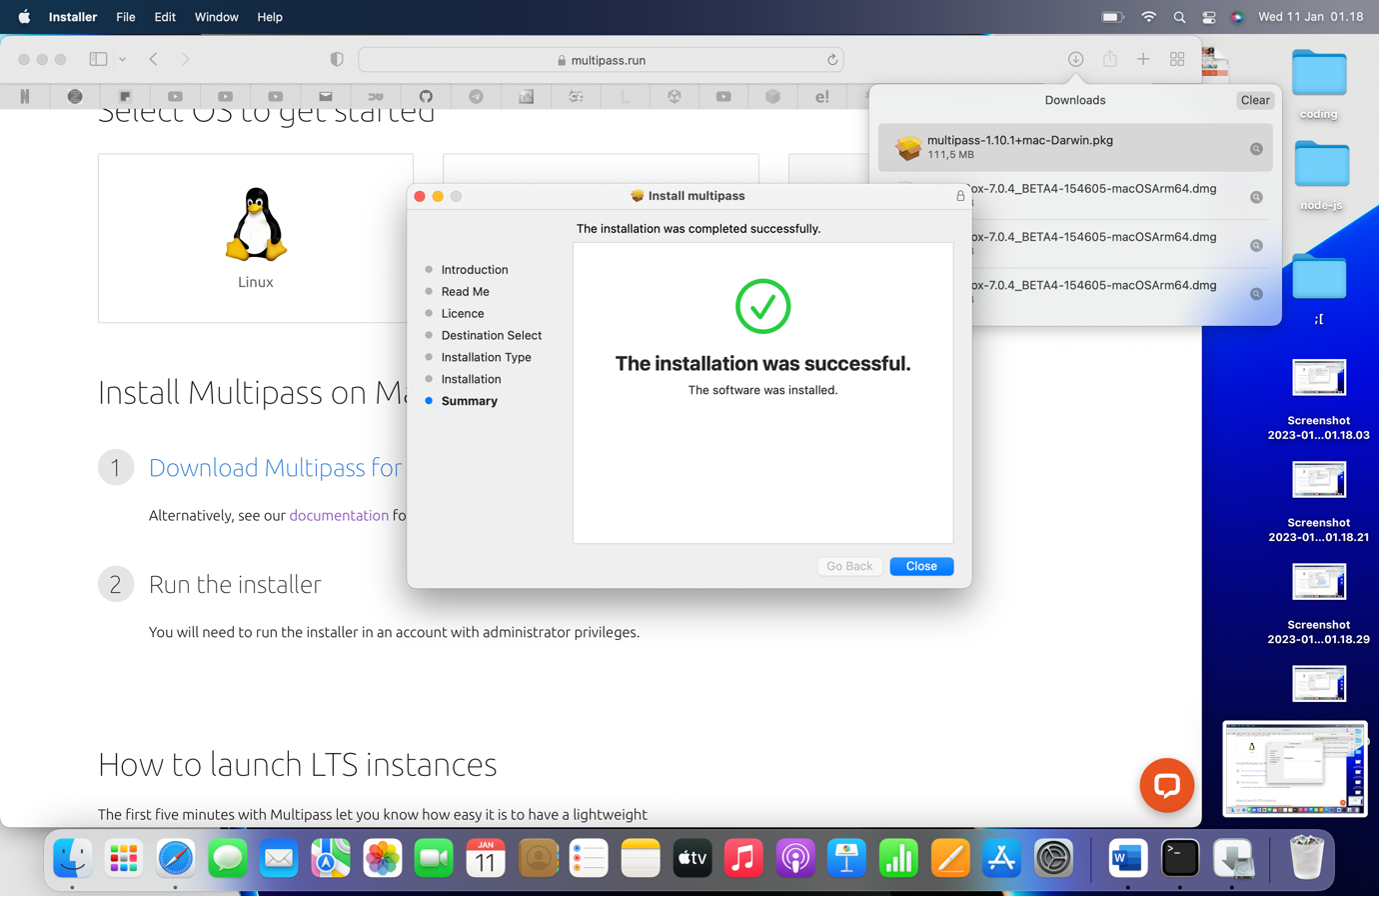 Installer File Edit Window Help
Wed 11 Jan 01.18
multipass.run
e!
Downloads
Clear
multipass-1.10.1+mac-Darwin.pkg
111,5 MB
ox-7.0.4_BETA4-154605-macOSArm64.dmg
ox-7.0.4_BETA4-154605-macOSArm64.dmg
ox-7.0.4_BETA4-154605-macOSArm64.dmg
Select OS to get started
Linux
Install multipass
The installation was completed successfully.
Introduction
Read Me
Licence
Destination Select
Installation Type
Installation
Summary
The installation was successful.
The software was installed.
Go Back
Close
Install Multipass on Ma
1 Download Multipass for
Alternatively, see our documentation fo
2 Run the installer
You will need to run the installer in an account with administrator privileges.
How to launch LTS instances
The first five minutes with Multipass let you know how easy it is to have a lightweight
coding
node-js
;[
Screenshot
2023-01...01.18.03
Screenshot
2023-01...01.18.21
Screenshot
2023-01...01.18.29
JAN
11
tv
W
>_